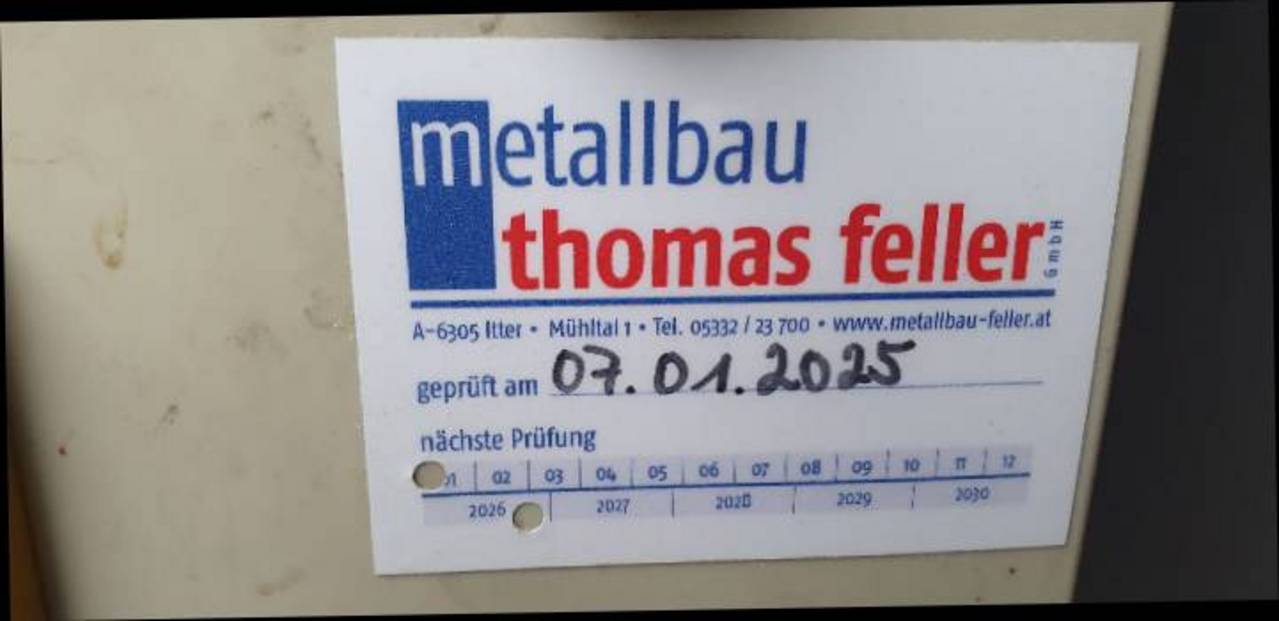 metallbau
thomas feller GmbH
A-6305 Itter • Mühltal 1 • Tel. 05332 / 23 700 • www.metallbau-feller.at
geprüft am 07.01.2025
nächste Prüfung
01 02 03 04 05 06 07 08 09 10 11 12
2026 2027 2028 2029 2030